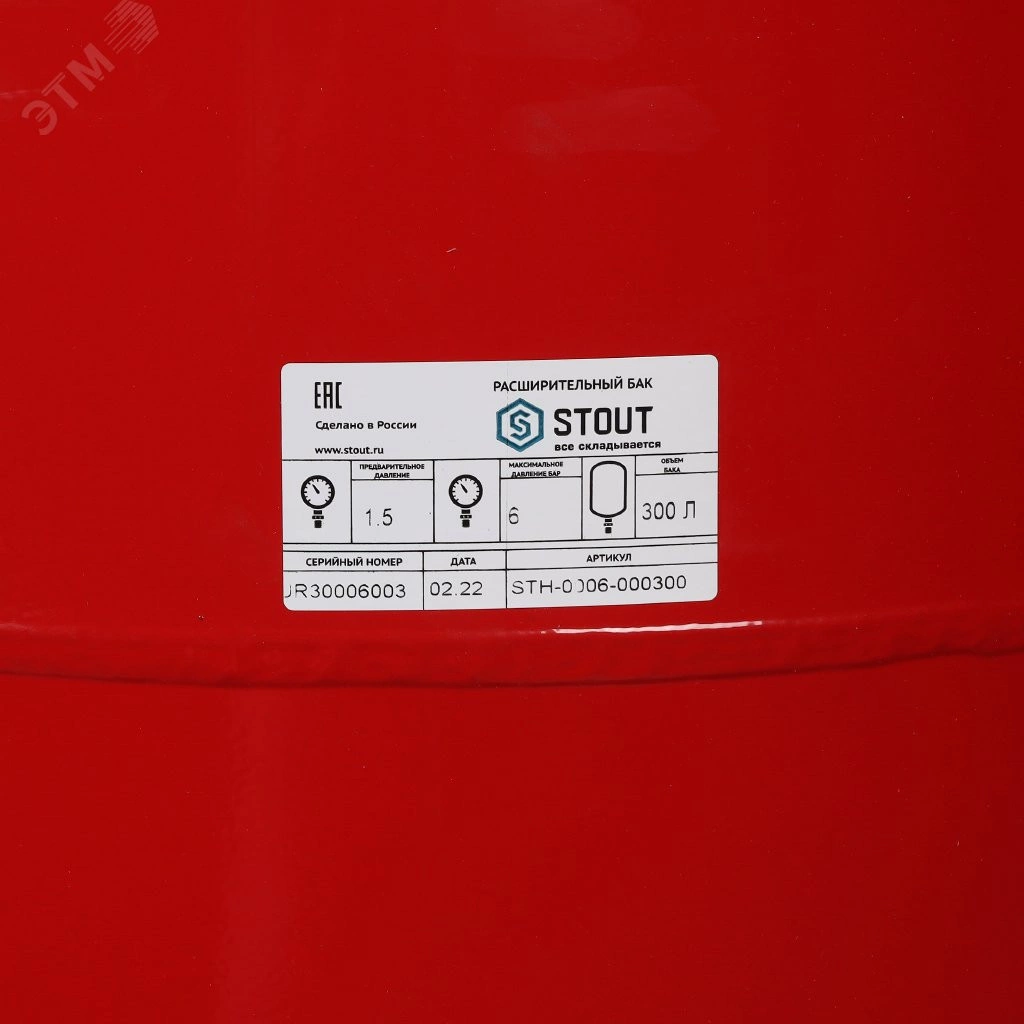 ЭТМ
ЕАС
Сделано в России
www.stout.ru
РАСШИРИТЕЛЬНЫЙ БАК
STOUT
все складывается
ПРЕДВАРИТЕЛЬНОЕ
ДАВЛЕНИЕ
1.5
МАКСИМАЛЬНОЕ
ДАВЛЕНИЕ БАР
6
ОБЪЕМ
БАКА
300 Л
СЕРИЙНЫЙ НОМЕР
ДАТА
АРТИКУЛ
JR30006003
02.22
STH-0006-000300